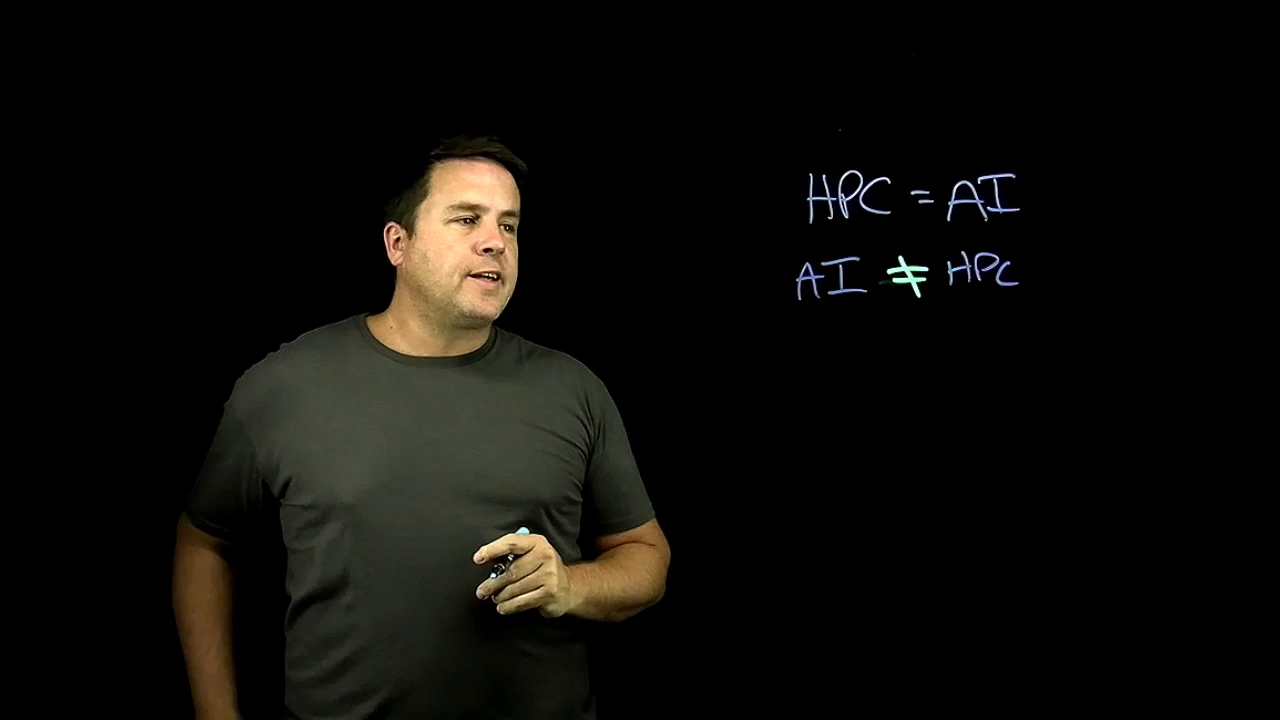 HPC = AI
AI ≠ HPC